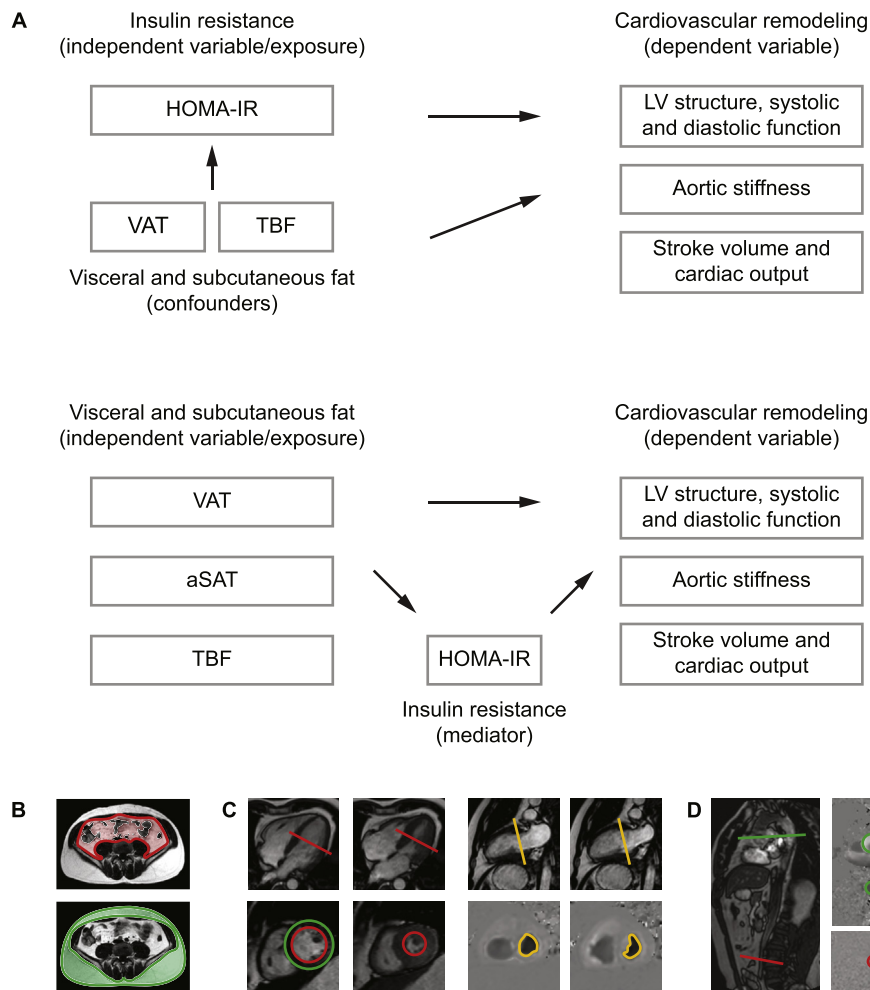 A
Insulin resistance
(independent variable/exposure)
Cardiovascular remodeling
(dependent variable)
HOMA-IR
LV structure, systolic
and diastolic function
VAT
TBF
Aortic stiffness
Visceral and subcutaneous fat
(confounders)
Stroke volume and
cardiac output
Visceral and subcutaneous fat
(independent variable/exposure)
Cardiovascular remodeling
(dependent variable)
VAT
LV structure, systolic
and diastolic function
aSAT
Aortic stiffness
TBF
HOMA-IR
Stroke volume and
cardiac output
Insulin resistance
(mediator)
B
C
D